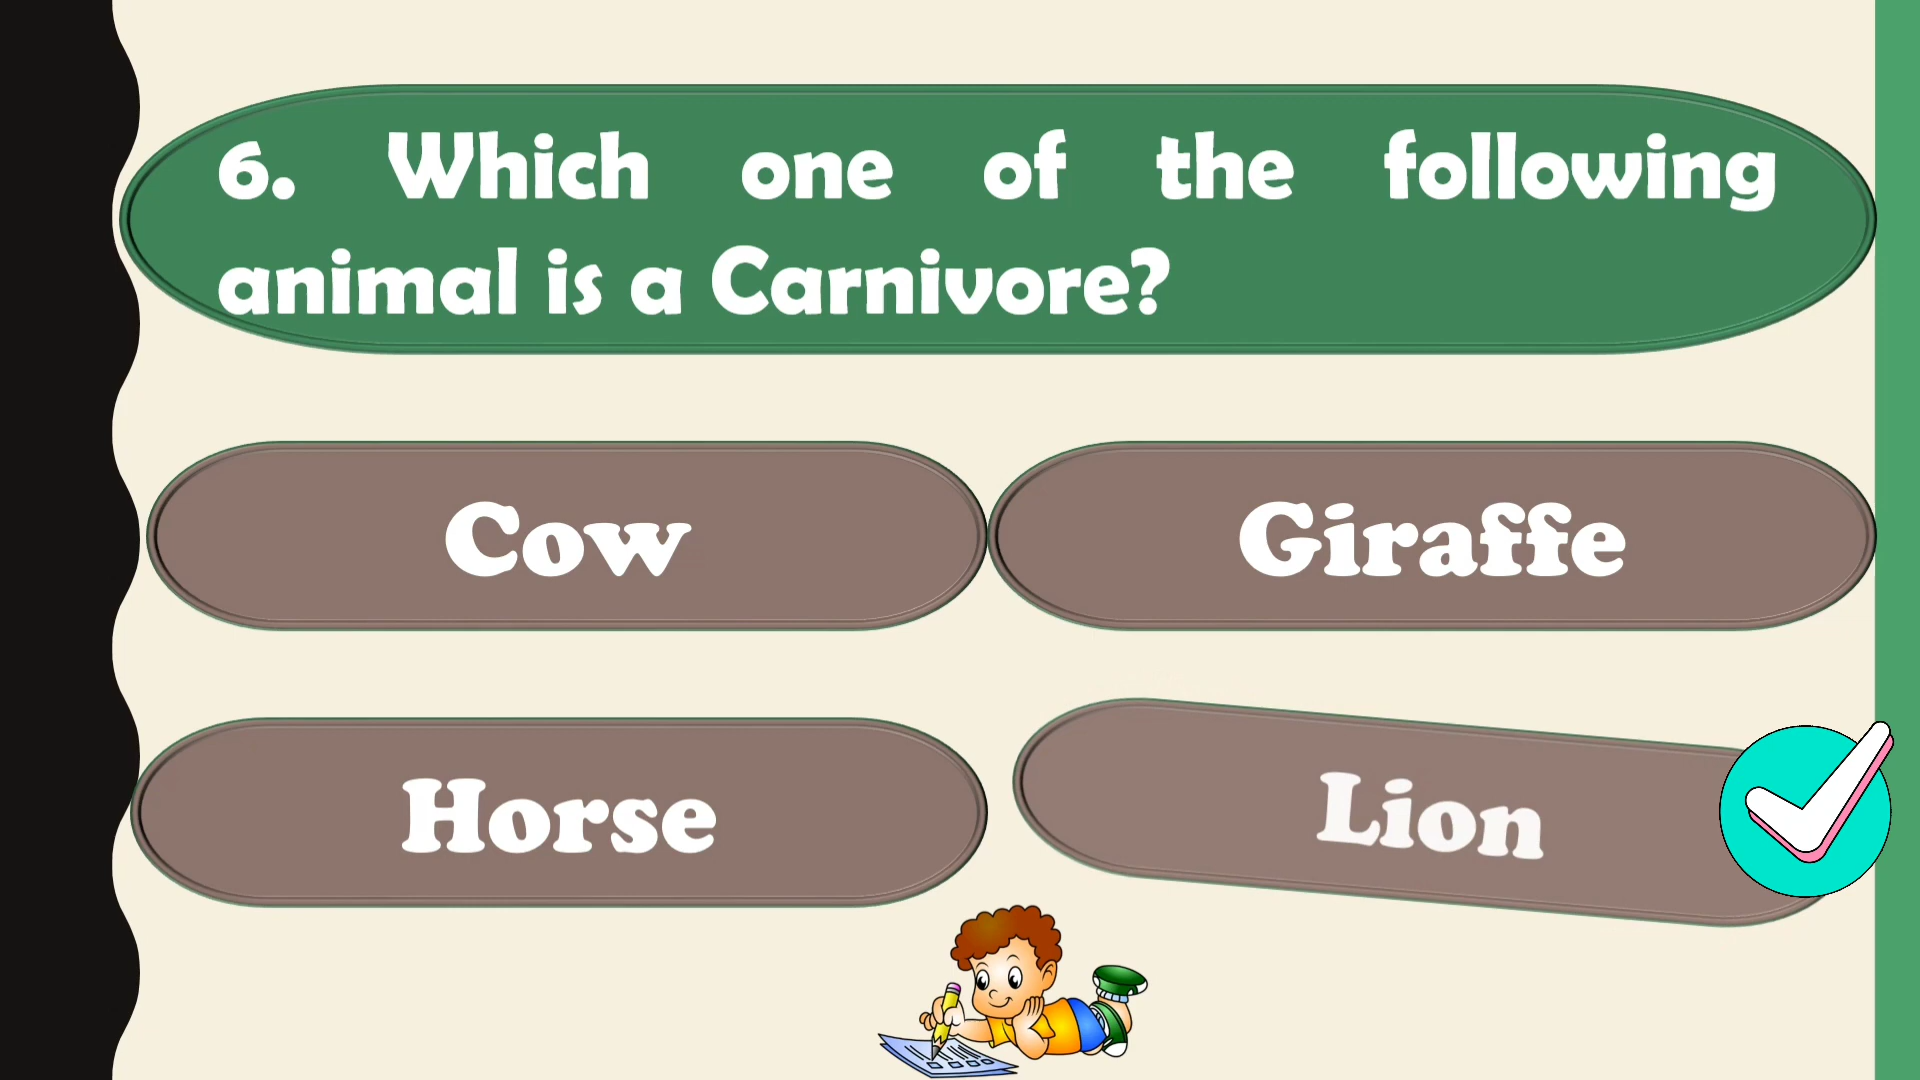 6. Which one of the following
animal is a Carnivore?
Cow
Giraffe
Horse
Lion